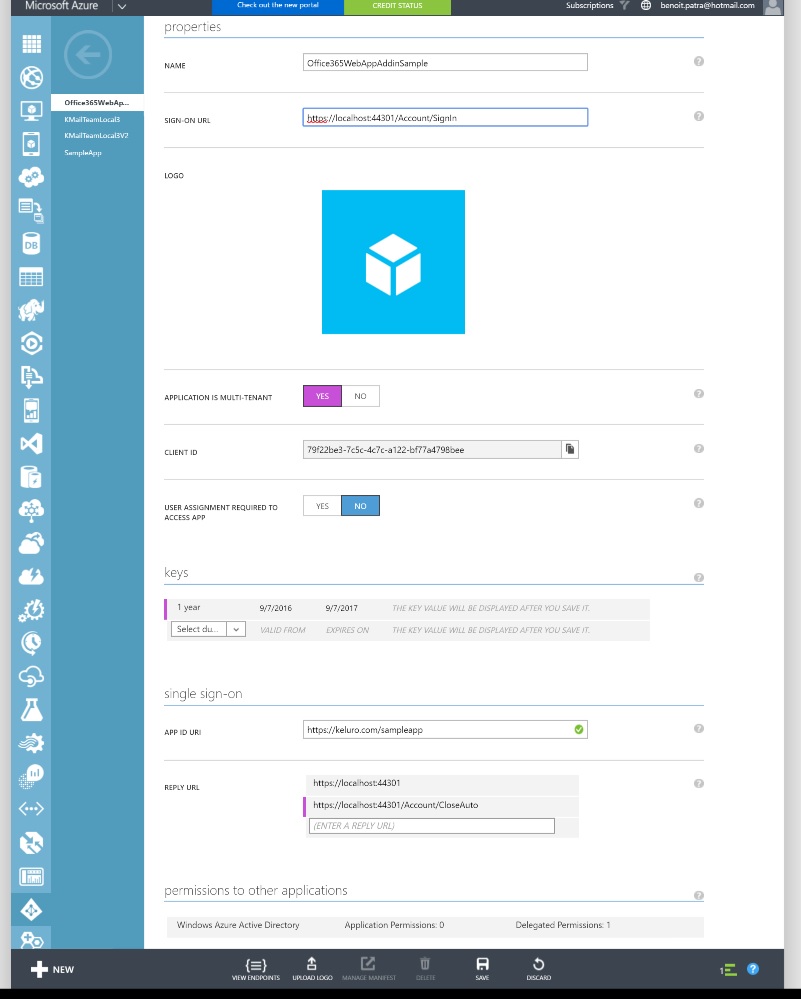 Microsoft Azure
Check out the new portal
CREDIT STATUS
Subscriptions
benoit.patra@hotmail.com
Office365WebAp...
KMailTeamLocal3
KMailTeamLocal3V2
SampleApp
properties
NAME
Office365WebAppAddinSample
SIGN-ON URL
https://localhost:44301/Account/SignIn
LOGO
APPLICATION IS MULTI-TENANT
YES
NO
CLIENT ID
79f22be3-7c5c-4c7c-a122-bf77a4798bee
USER ASSIGNMENT REQUIRED TO
ACCESS APP
YES
NO
keys
1 year 9/7/2016 9/7/2017 THE KEY VALUE WILL BE DISPLAYED AFTER YOU SAVE IT.
Select du... VALID FROM EXPIRES ON THE KEY VALUE WILL BE DISPLAYED AFTER YOU SAVE IT.
single sign-on
APP ID URI
https://keluro.com/sampleapp
REPLY URL
https://localhost:44301
https://localhost:44301/Account/CloseAuto
(ENTER A REPLY URL)
permissions to other applications
Windows Azure Active Directory Application Permissions: 0 Delegated Permissions: 1
DB
NEW
VIEW ENDPOINTS
UPLOAD LOGO
MANAGE MANIFEST
DELETE
SAVE
DISCARD
1